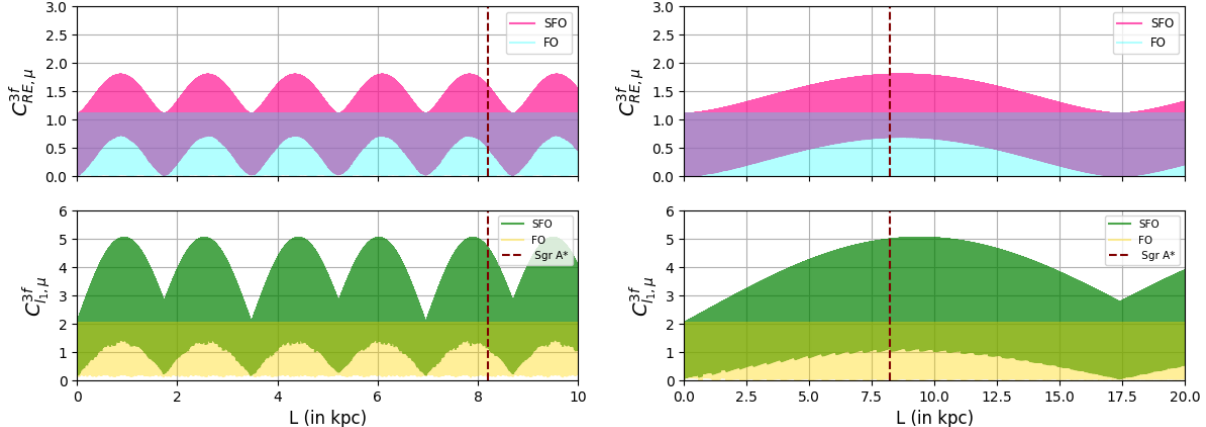 3.0
2.5
2.0
1.5
1.0
0.5
0.0
C^{3f}_{RE, μ}
SFO
FO
3.0
2.5
2.0
1.5
1.0
0.5
0.0
C^{3f}_{RE, μ}
SFO
FO
6
5
4
3
2
1
0
C^{3f}_{l_1, μ}
SFO
FO
Sgr A*
0 2 4 6 8 10
L (in kpc)
6
5
4
3
2
1
0
C^{3f}_{l_1, μ}
SFO
FO
Sgr A*
0.0 2.5 5.0 7.5 10.0 12.5 15.0 17.5 20.0
L (in kpc)